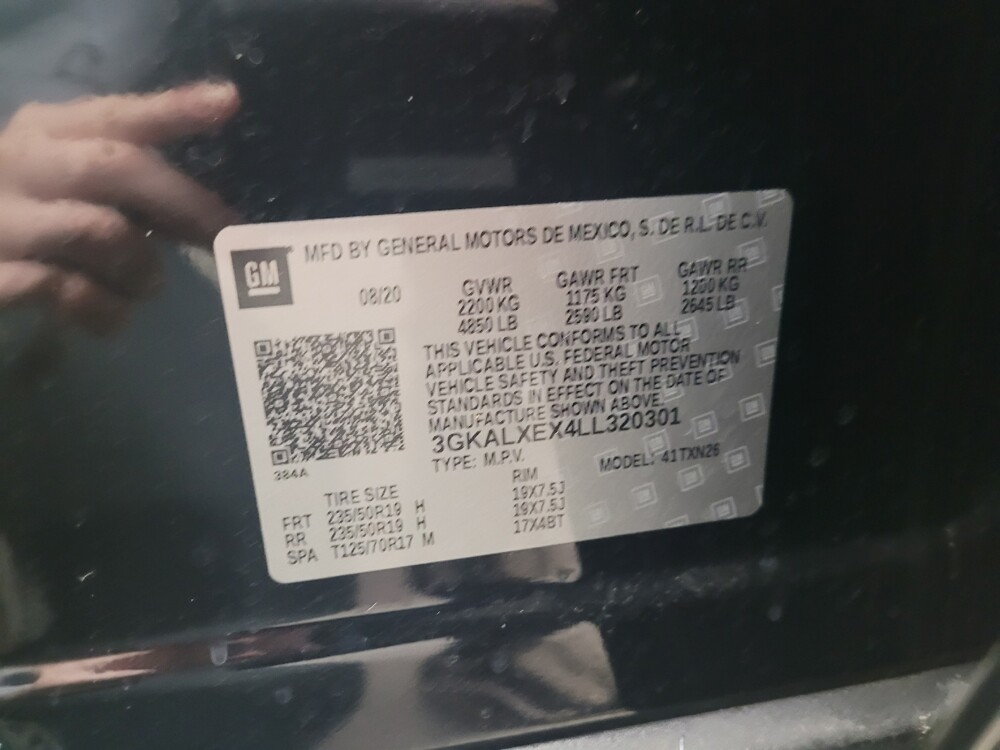 GM
MFD BY GENERAL MOTORS DE MEXICO, S. DE R.L. DE C.V.
08/20
GVWR GAWR FRT GAWR RR
2200 KG 1175 KG 1200 KG
4850 LB 2590 LB 2645 LB
THIS VEHICLE CONFORMS TO ALL
APPLICABLE U.S. FEDERAL MOTOR
VEHICLE SAFETY AND THEFT PREVENTION
STANDARDS IN EFFECT ON THE DATE OF
MANUFACTURE SHOWN ABOVE.
3GKALXEX4LL320301
TYPE: M.P.V. MODEL: 41TXN26
384A
TIRE SIZE RIM
FRT 235/50R19 H 19X7.5J
RR 235/50R19 H 19X7.5J
SPA T125/70R17 M 17X4BT